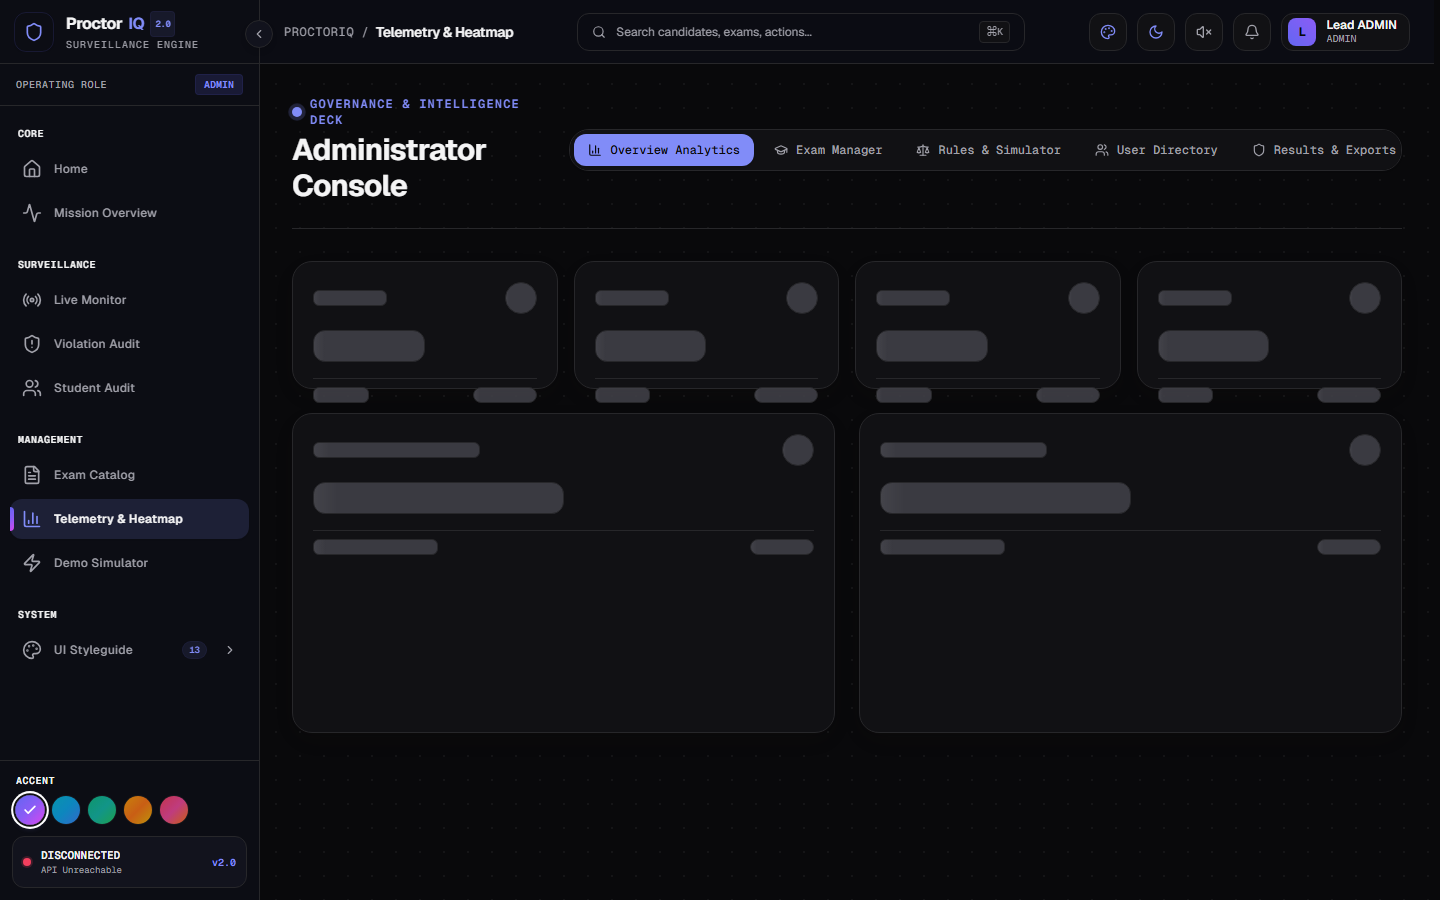 Proctor IQ 2.0
SURVEILLANCE ENGINE
OPERATING ROLE ADMIN
CORE
Home
Mission Overview
SURVEILLANCE
Live Monitor
Violation Audit
Student Audit
MANAGEMENT
Exam Catalog
Telemetry & Heatmap
Demo Simulator
SYSTEM
UI Styleguide 13
ACCENT
DISCONNECTED
API Unreachable
v2.0
PROCTORIQ / Telemetry & Heatmap
Search candidates, exams, actions... ⌘K
L
Lead ADMIN
ADMIN
GOVERNANCE & INTELLIGENCE
DECK
Administrator
Console
Overview Analytics Exam Manager Rules & Simulator User Directory Results & Exports